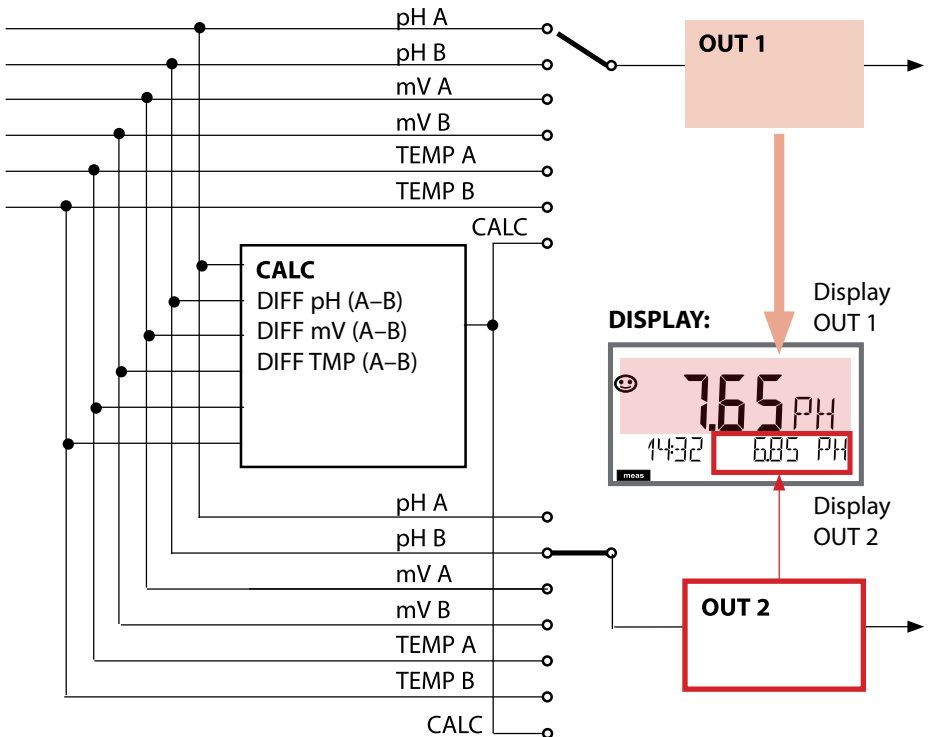 pH A
pH B
mV A
mV B
TEMP A
TEMP B
CALC
OUT 1
CALC
DIFF pH (A–B)
DIFF mV (A–B)
DIFF TMP (A–B)
Display
OUT 1
DISPLAY:
7.65 PH
14:32 6.85 PH
meas
Display
OUT 2
pH A
pH B
mV A
mV B
TEMP A
TEMP B
CALC
OUT 2